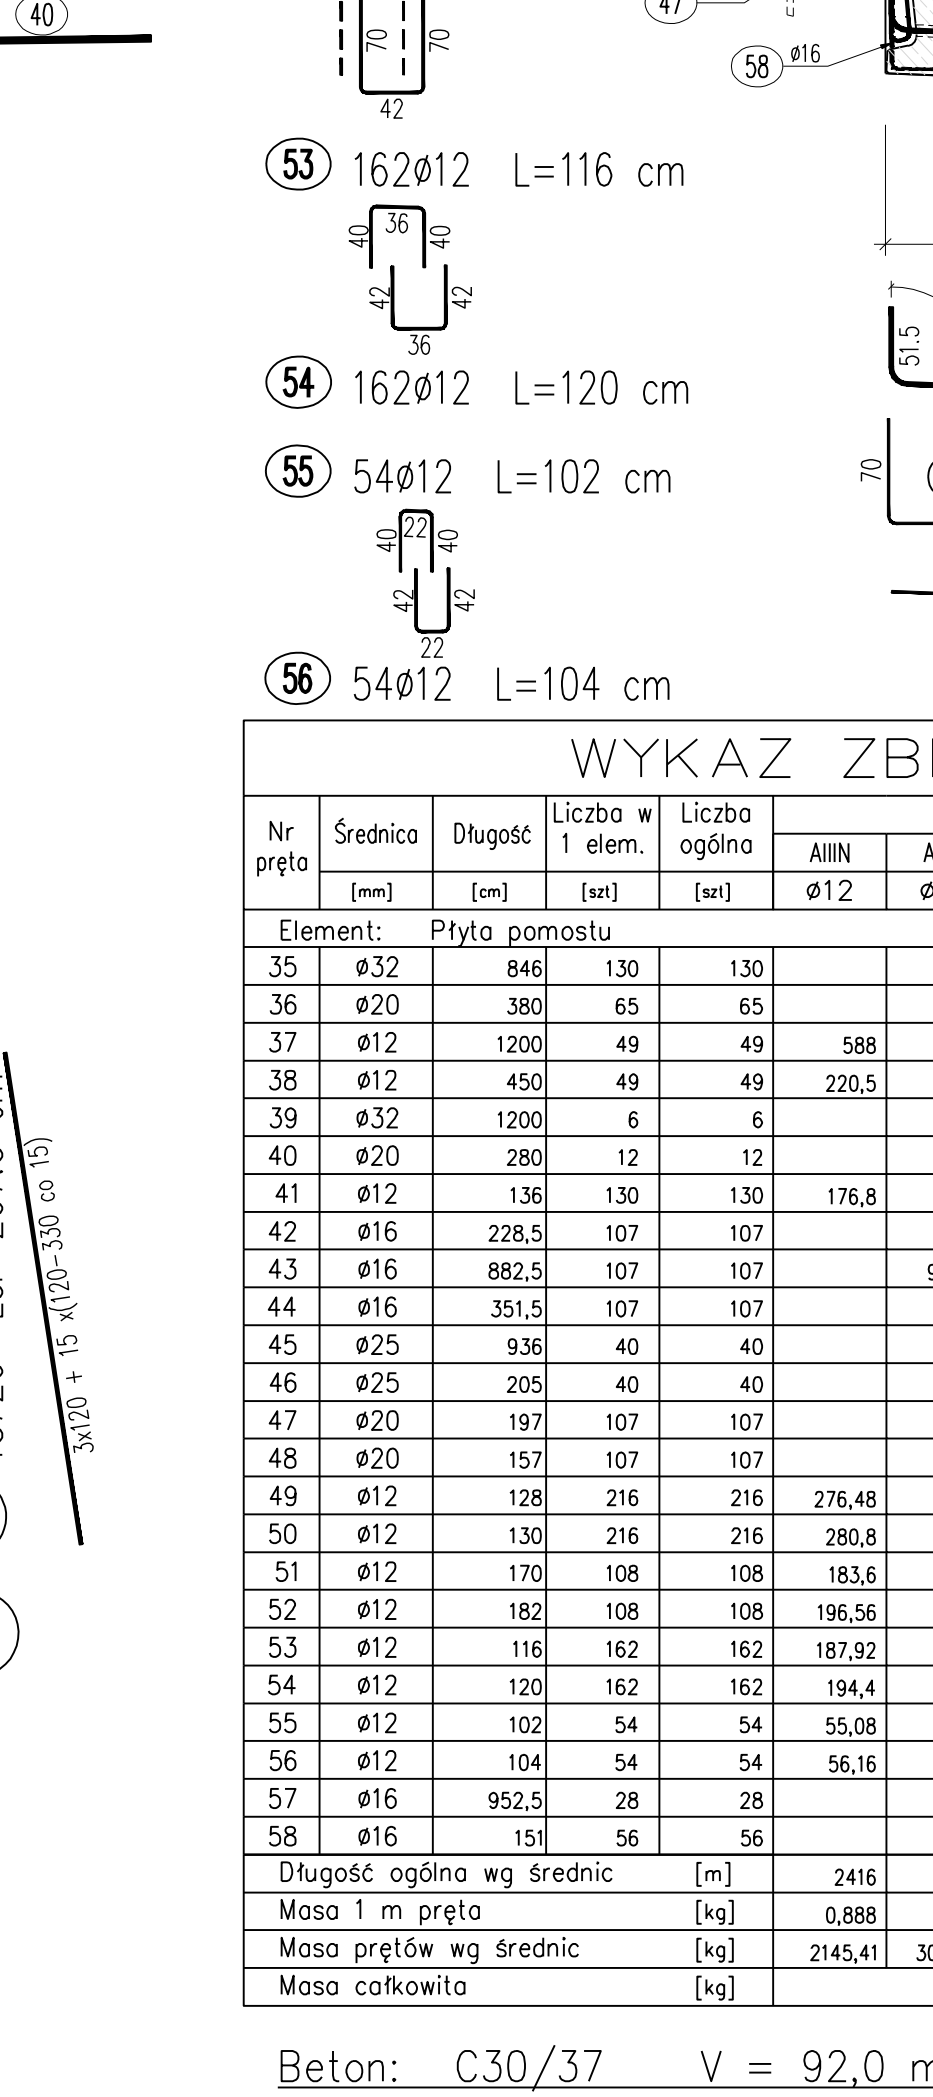 40
47
58 ø16
70 70
42
53 162ø12 L=116 cm
40 36 40
42 42
36
54 162ø12 L=120 cm
51.5
55 54ø12 L=102 cm
70
40 22 40
42 42
22
56 54ø12 L=104 cm
3x120 + 15 x(120-330 co 15)
WYKAZ
Nr pręta Średnica [mm] Długość [cm] Liczba w 1 elem. [szt] Liczba ogólna [szt] AIIIN ø12
Element: Płyta pomostu
35 ø32 846 130 130
36 ø20 380 65 65
37 ø12 1200 49 49 588
38 ø12 450 49 49 220,5
39 ø32 1200 6 6
40 ø20 280 12 12
41 ø12 136 130 130 176,8
42 ø16 228,5 107 107
43 ø16 882,5 107 107
44 ø16 351,5 107 107
45 ø25 936 40 40
46 ø25 205 40 40
47 ø20 197 107 107
48 ø20 157 107 107
49 ø12 128 216 216 276,48
50 ø12 130 216 216 280,8
51 ø12 170 108 108 183,6
52 ø12 182 108 108 196,56
53 ø12 116 162 162 187,92
54 ø12 120 162 162 194,4
55 ø12 102 54 54 55,08
56 ø12 104 54 54 56,16
57 ø16 952,5 28 28
58 ø16 151 56 56
Długość ogólna wg średnic [m] 2416
Masa 1 m pręta [kg] 0,888
Masa prętów wg średnic [kg] 2145,41
Masa całkowita [kg]
Beton: C30/37 V = 92,0